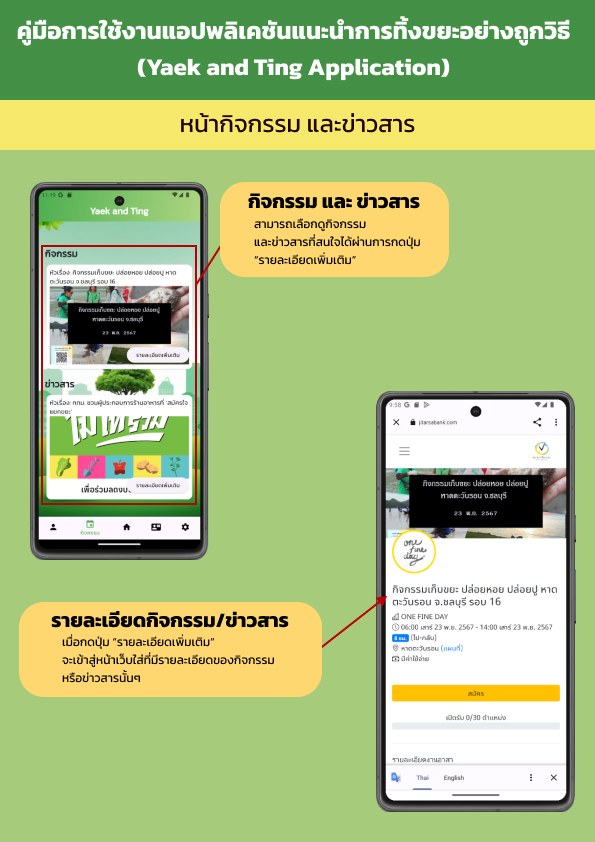 คู่มือการใช้งานแอปพลิเคชันแนะนำการทิ้งขยะอย่างถูกวิธี
(Yaek and Ting Application)
หน้ากิจกรรม และข่าวสาร
11:19
Yaek and Ting
กิจกรรม
หัวเรื่อง: กิจกรรมเก็บขยะ ปล่อยหอย ปล่อยปู หาด
ตะวันรอน จ.ชลบุรี รอบ 16
กิจกรรมเก็บขยะ ปล่อยหอย ปล่อยปู
หาดตะวันรอน จ.ชลบุรี
23 พ.ย. 2567
รายละเอียดเพิ่มเติม
ข่าวสาร
หัวเรื่อง: กทม. ชวนผู้ประกอบการร้านอาหารที่ "สมัครใจ
แยกขยะ"
ไม่เทรวม
เพื่อร่วมลดงบ
รายละเอียดเพิ่มเติม
กิจกรรม
กิจกรรม และ ข่าวสาร
สามารถเลือกดูกิจกรรม
และข่าวสารที่สนใจได้ผ่านการกดปุ่ม
"รายละเอียดเพิ่มเติม"
9:58
jitarsabank.com
กิจกรรมเก็บขยะ ปล่อยหอย ปล่อยปู
หาดตะวันรอน จ.ชลบุรี
23 พ.ย. 2567
one
fine
day
กิจกรรมเก็บขยะ ปล่อยหอย ปล่อยปู หาด
ตะวันรอน จ.ชลบุรี รอบ 16
ONE FINE DAY
06:00 เสาร์ 23 พ.ย. 2567 - 14:00 เสาร์ 23 พ.ย. 2567
8 ชม. (ไป-กลับ)
หาดตะวันรอน (แผนที่)
มีค่าใช้จ่าย
สมัคร
เปิดรับ 0/30 ตำแหน่ง
รายละเอียดงานอาสา
Thai English
รายละเอียดกิจกรรม/ข่าวสาร
เมื่อกดปุ่ม "รายละเอียดเพิ่มเติม"
จะเข้าสู่หน้าเว็บใส่ที่มีรายละเอียดของกิจกรรม
หรือข่าวสารนั้นๆ